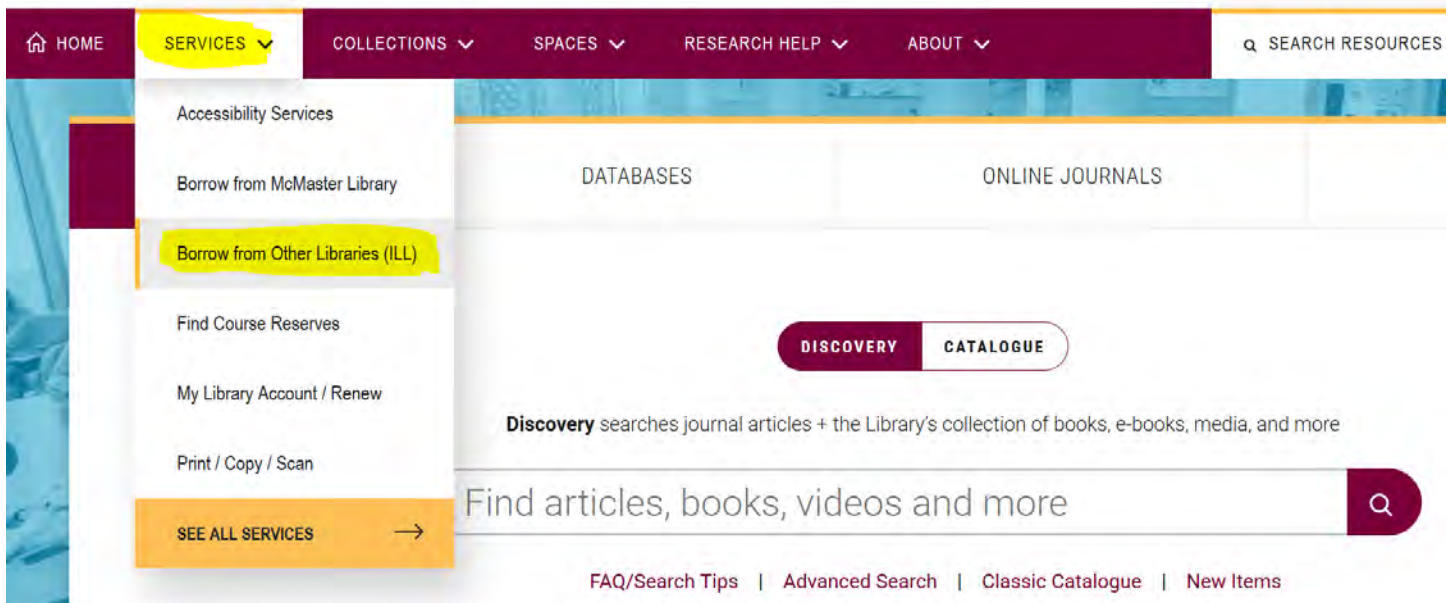 HOME SERVICES COLLECTIONS SPACES RESEARCH HELP ABOUT SEARCH RESOURCES
Accessibility Services
Borrow from McMaster Library
Borrow from Other Libraries (ILL)
Find Course Reserves
My Library Account / Renew
Print / Copy / Scan
SEE ALL SERVICES
DATABASES ONLINE JOURNALS
DISCOVERY CATALOGUE
Discovery searches journal articles + the Library's collection of books, e-books, media, and more
Find articles, books, videos and more
FAQ/Search Tips | Advanced Search | Classic Catalogue | New Items